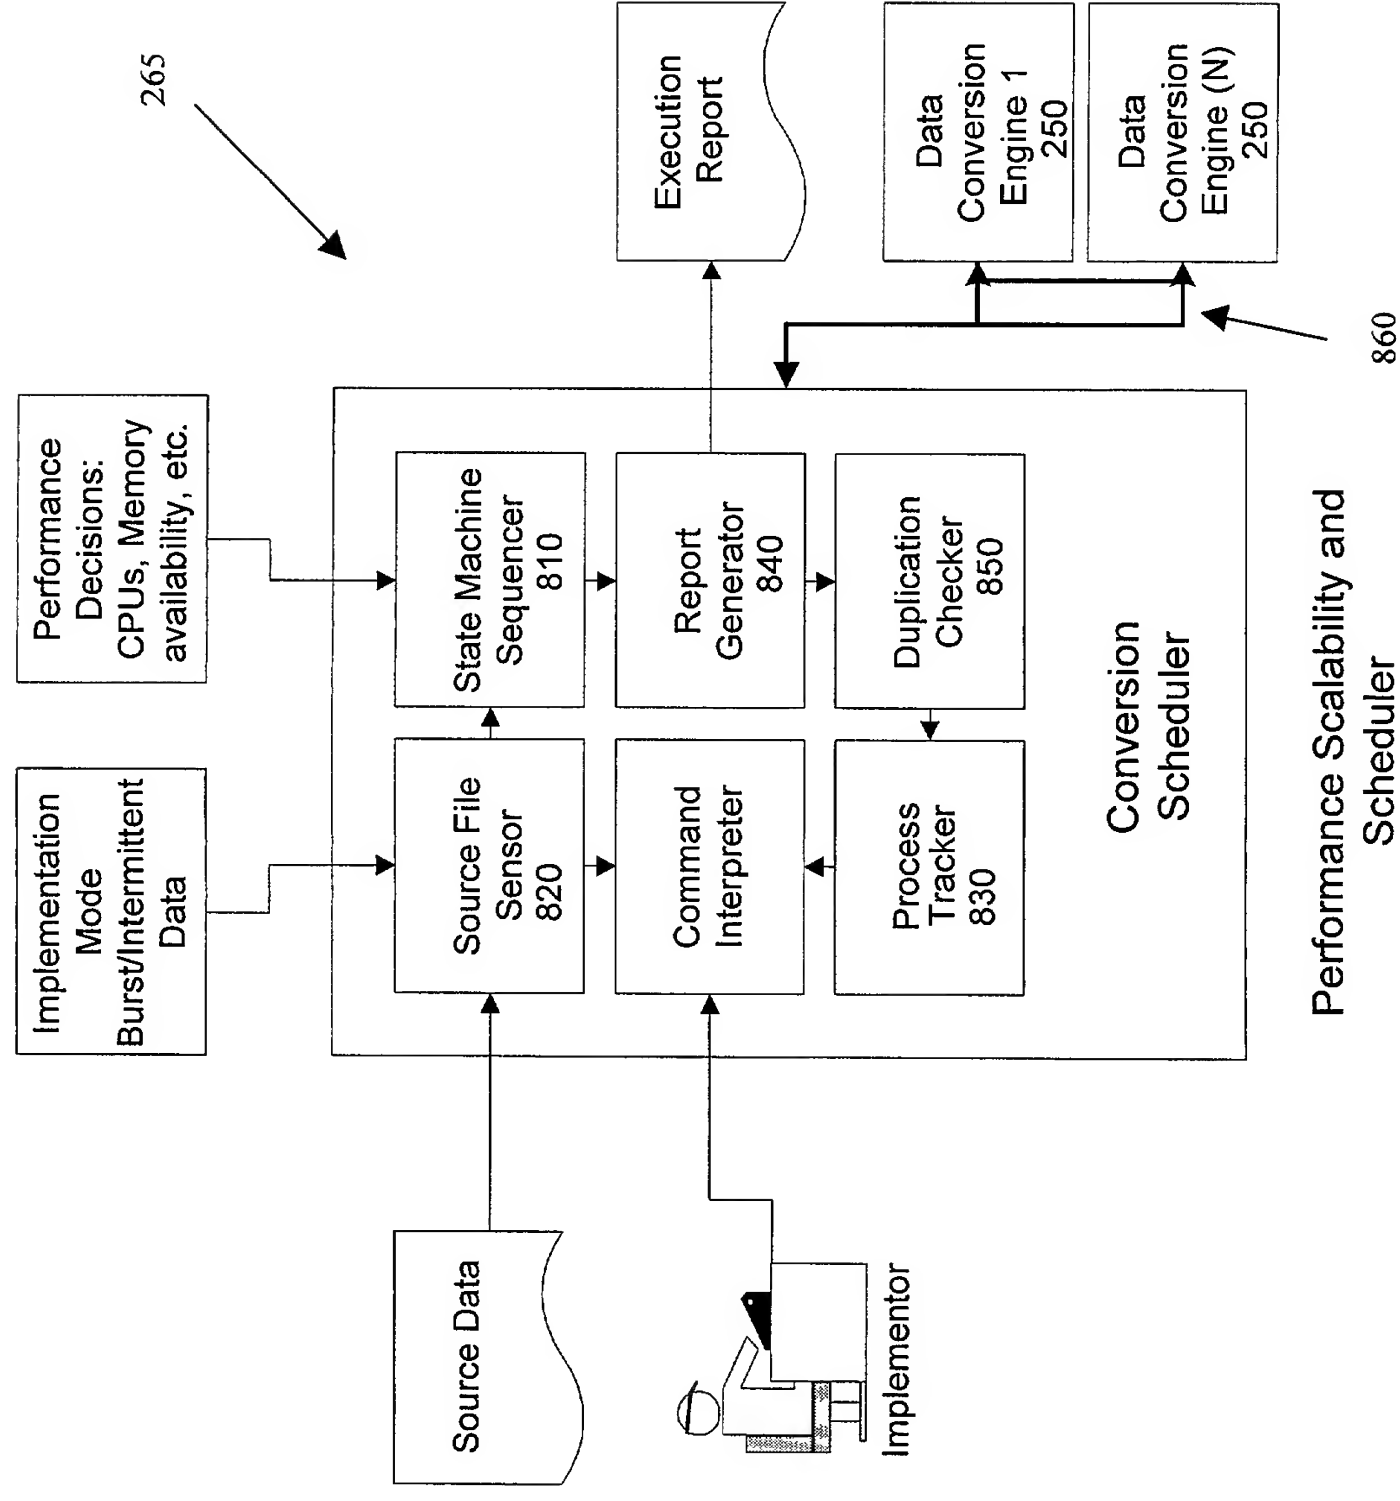 265
Implementation
Mode
Burst/Intermittent
Data
Performance
Decisions:
CPUs, Memory
availability, etc.
Source Data
Source File
Sensor
820
State Machine
Sequencer
810
Execution
Report
Command
Interpreter
Report
Generator
840
Implementor
Process
Tracker
830
Duplication
Checker
850
Data
Conversion
Engine 1
250
Data
Conversion
Engine (N)
250
Conversion
Scheduler
860
Performance Scalability and
Scheduler